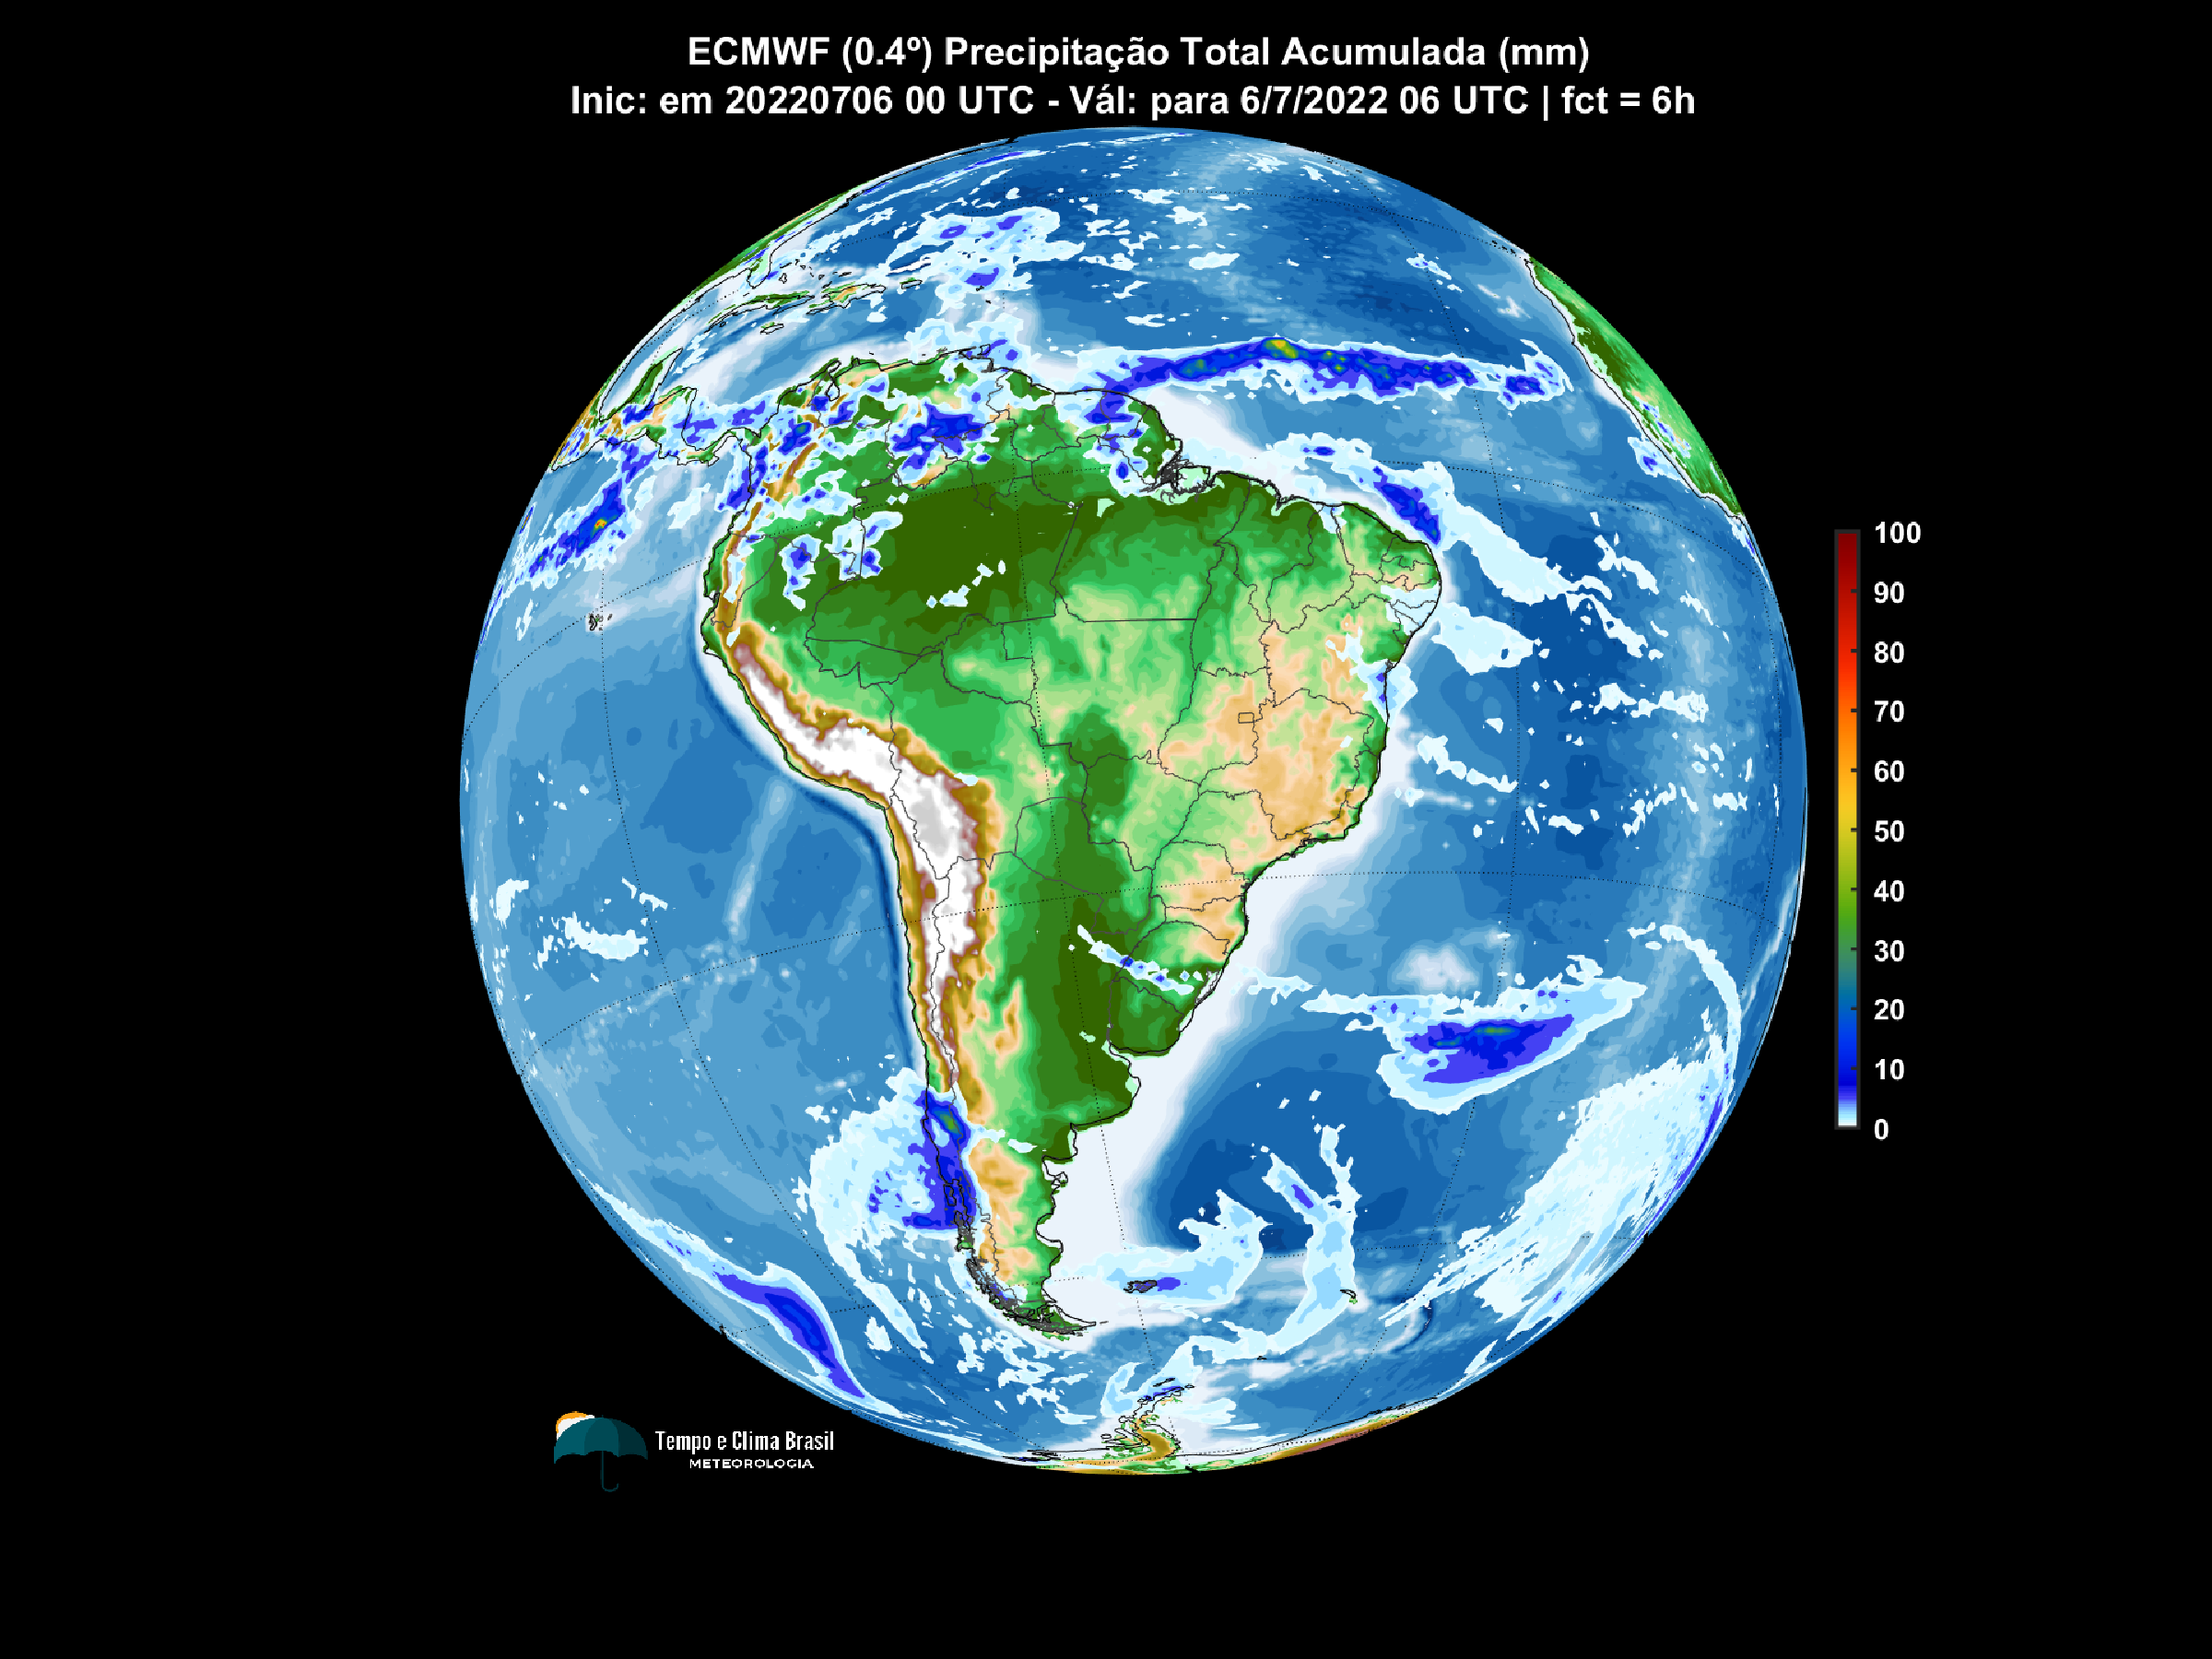 ECMWF (0.4º) Precipitação Total Acumulada (mm)
Inic: em 20220706 00 UTC - Vál: para 6/7/2022 06 UTC | fct = 6h
100
90
80
70
60
50
40
30
20
10
0
Tempo e Clima Brasil
METEOROLOGIA